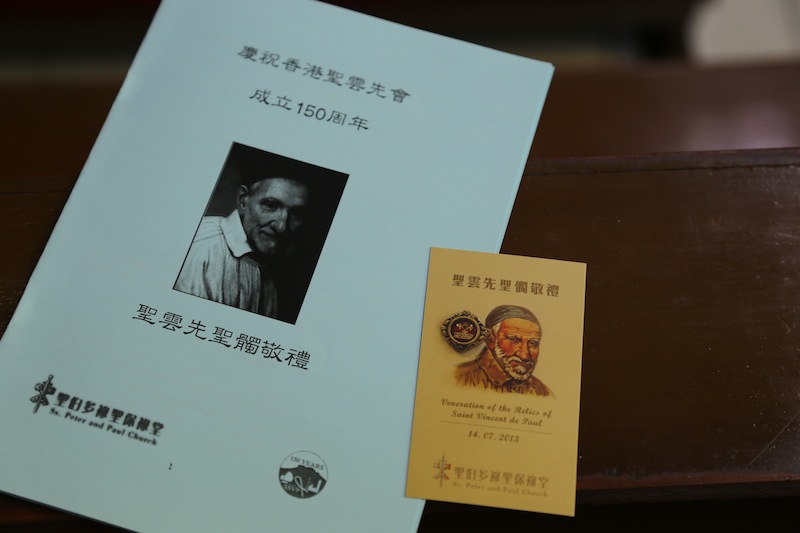 慶祝香港聖雲先會
成立150周年
聖雲先聖髑敬禮
聖伯多祿聖保祿堂
Ss. Peter and Paul Church
1
150 YEARS
聖雲先聖髑敬禮
Veneration of the Relics of
Saint Vincent de Paul
14.07.2013
聖伯多祿聖保祿堂
Ss. Peter and Paul Church